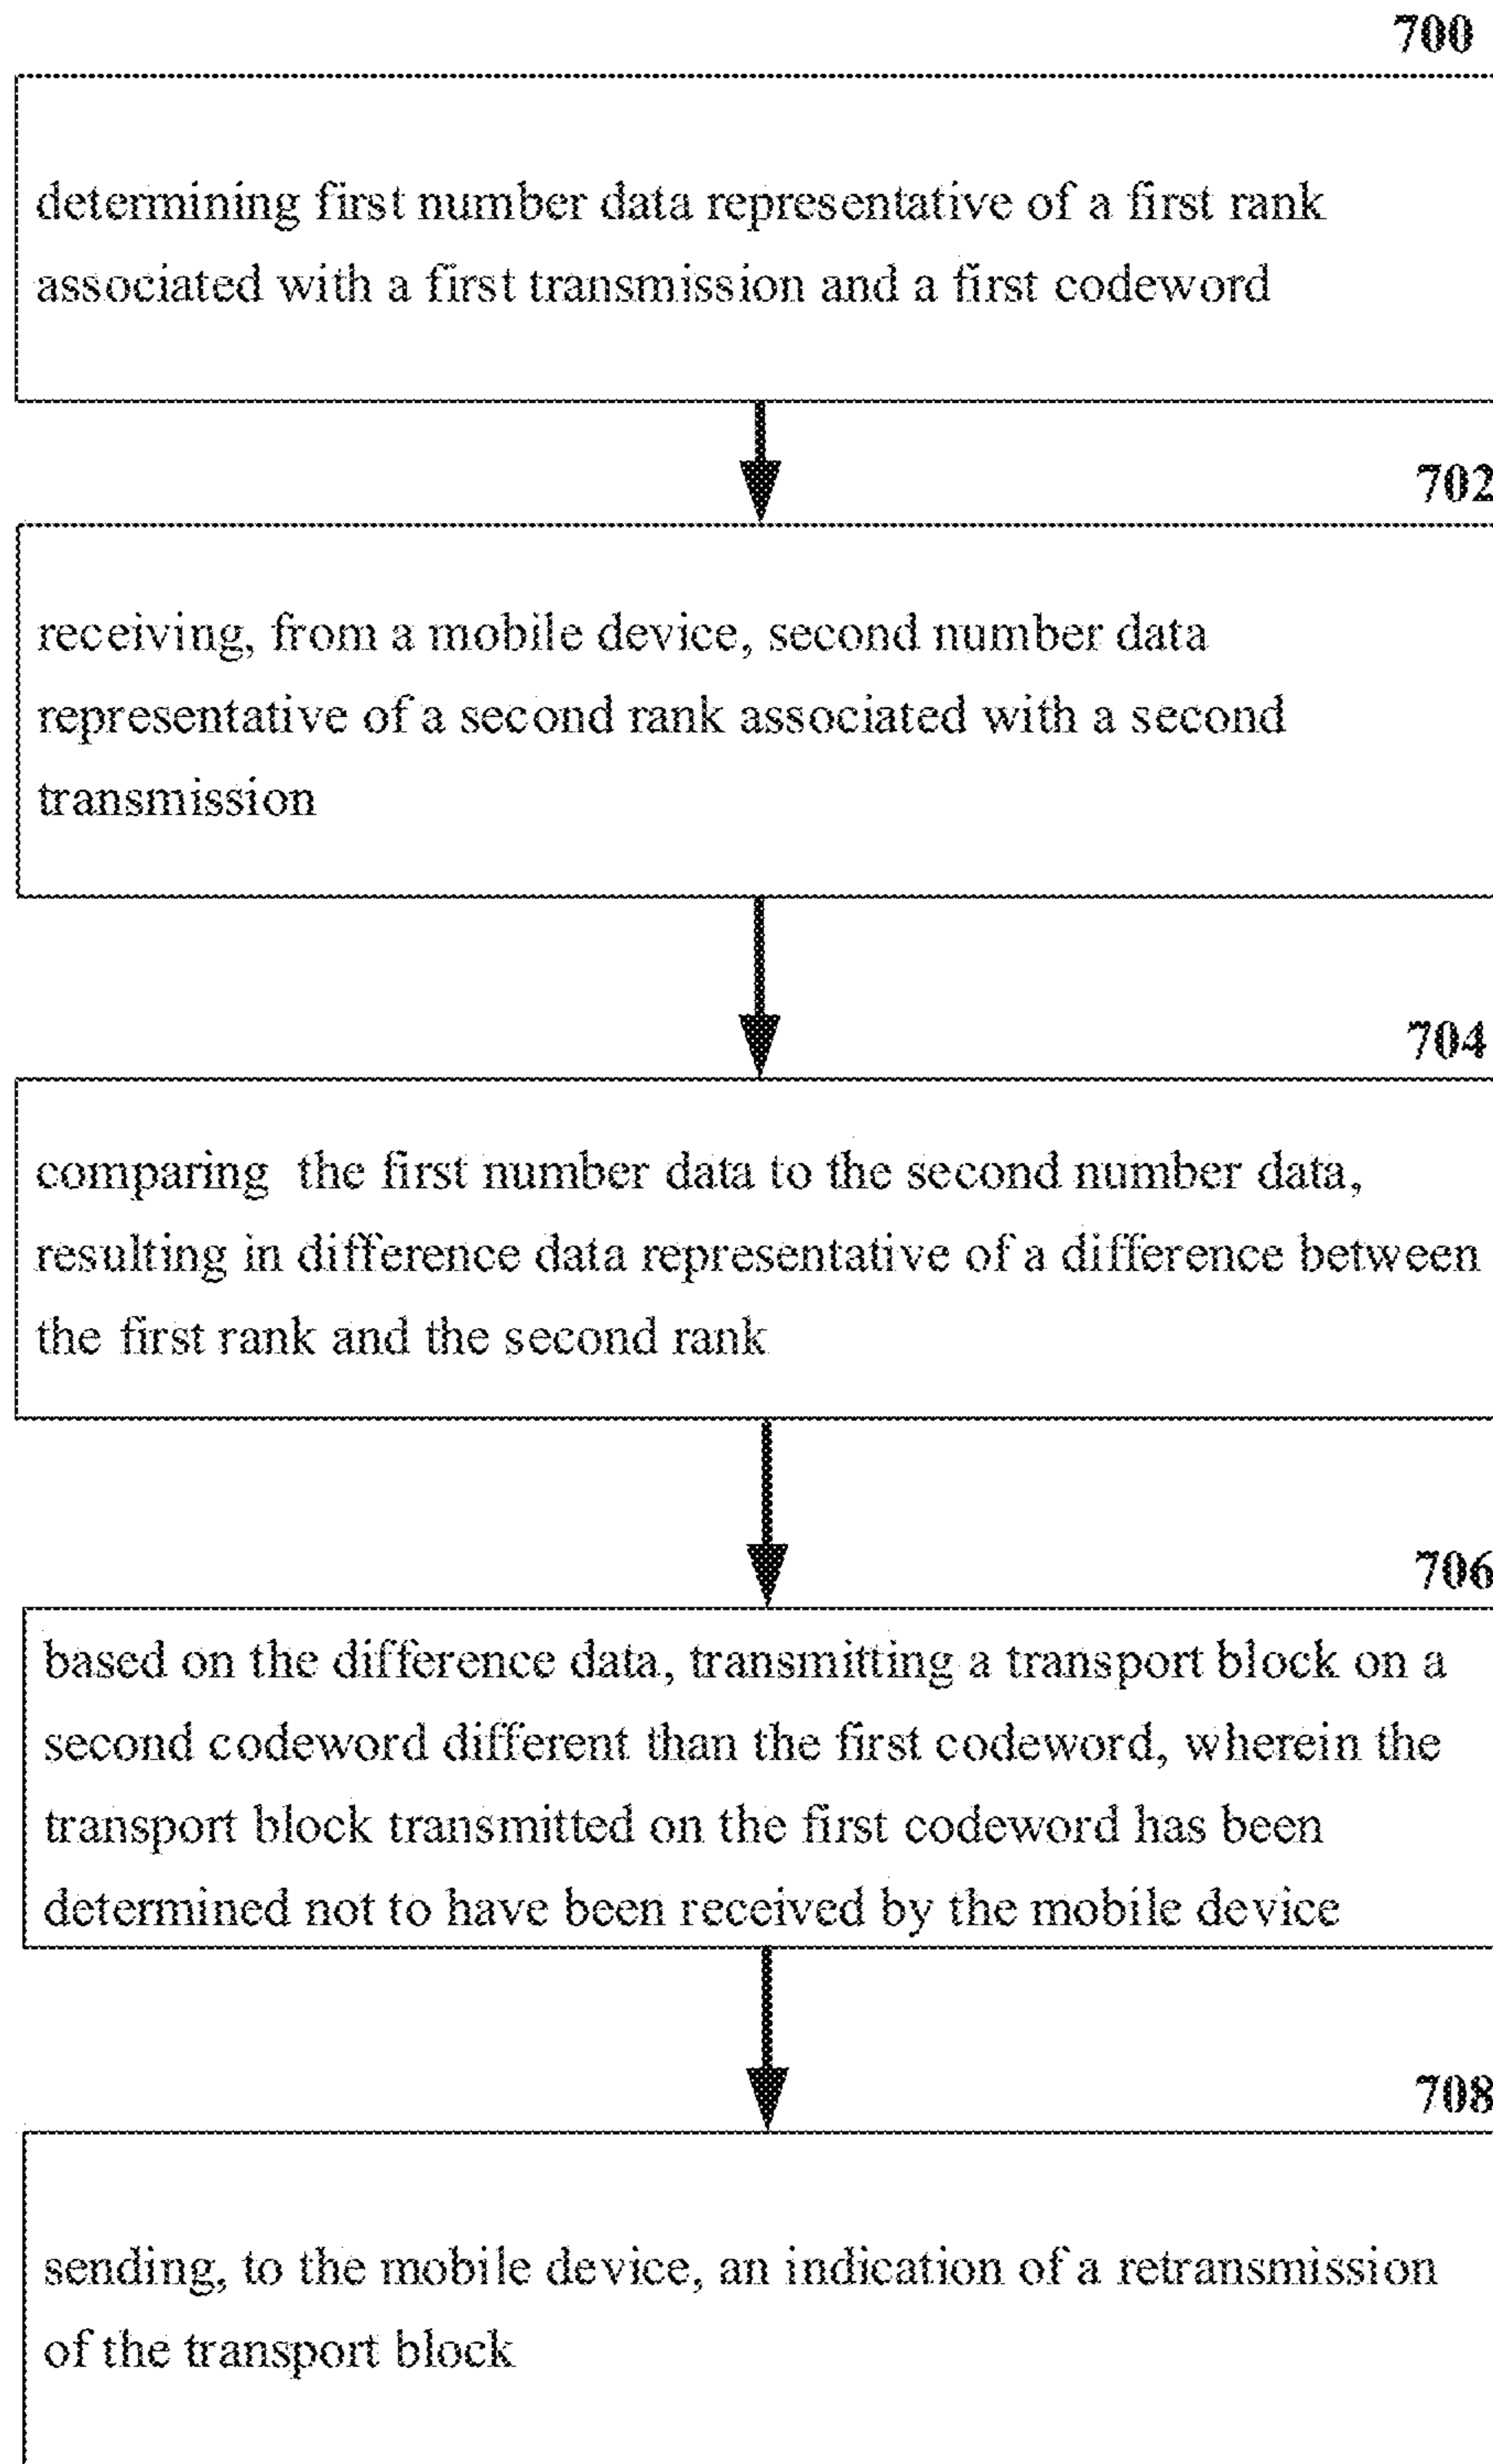 700
determining first number data representative of a first rank
associated with a first transmission and a first codeword
702
receiving, from a mobile device, second number data
representative of a second rank associated with a second
transmission
704
comparing the first number data to the second number data,
resulting in difference data representative of a difference between
the first rank and the second rank
706
based on the difference data, transmitting a transport block on a
second codeword different than the first codeword, wherein the
transport block transmitted on the first codeword has been
determined not to have been received by the mobile device
708
sending, to the mobile device, an indication of a retransmission
of the transport block